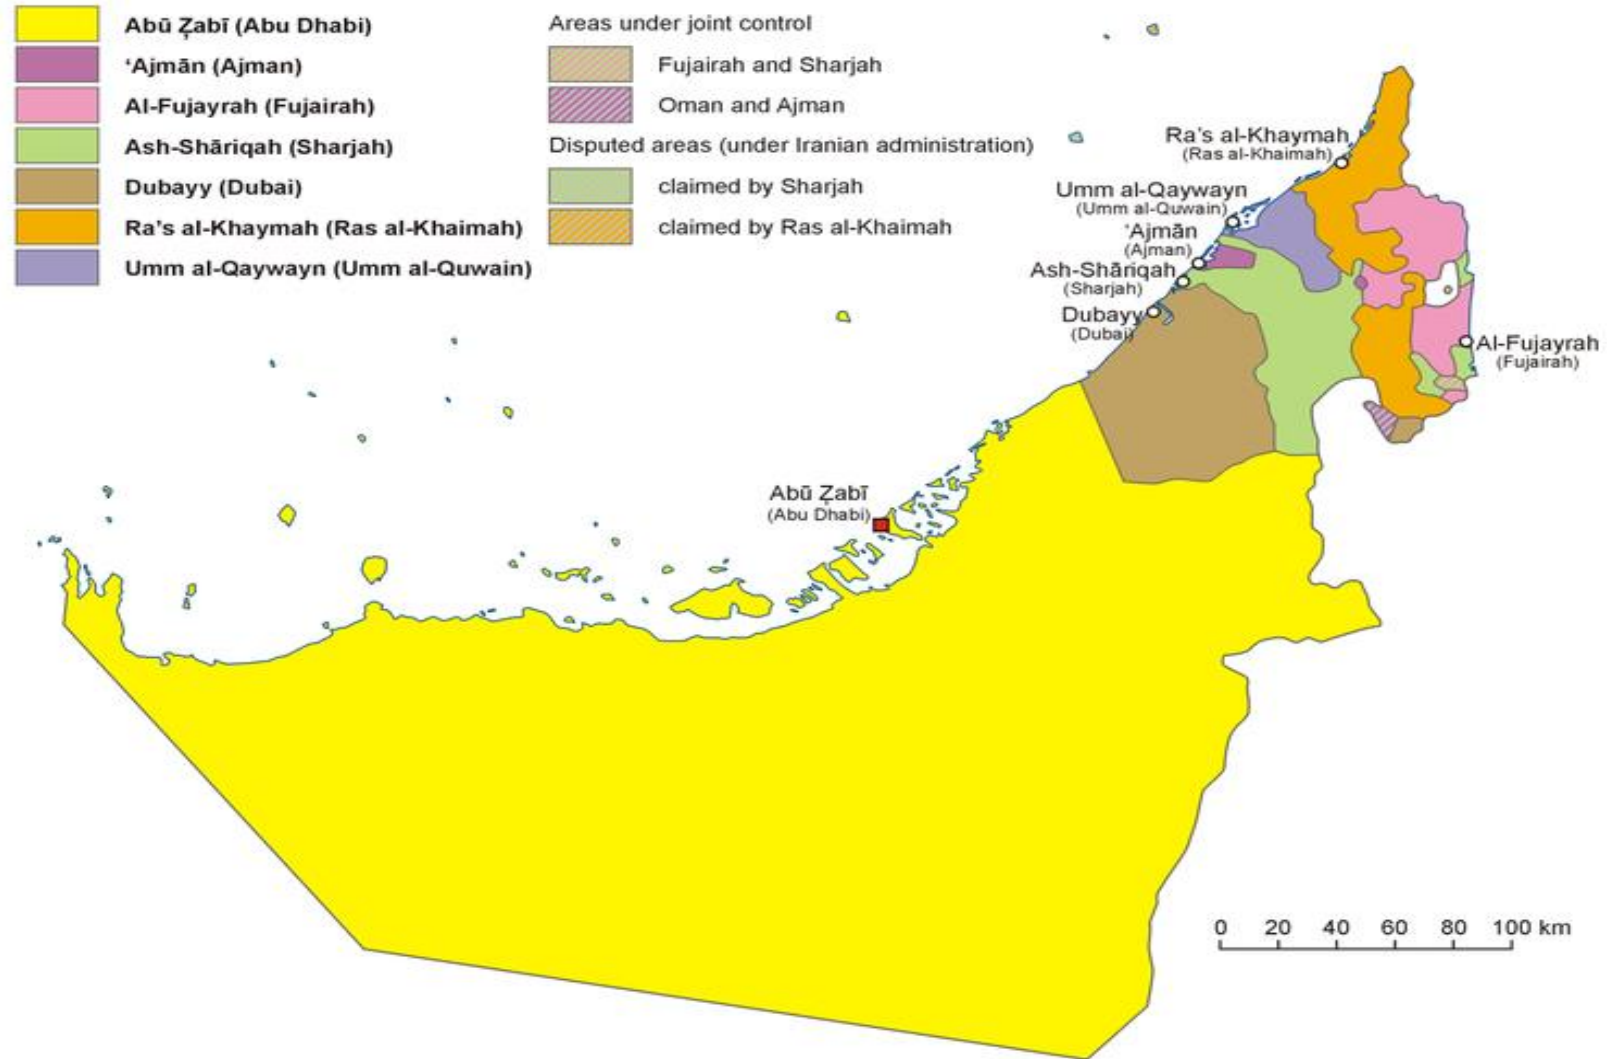 Abū Z̧abī (Abu Dhabi)
‘Ajmān (Ajman)
Al-Fujayrah (Fujairah)
Ash-Shāriqah (Sharjah)
Dubayy (Dubai)
Ra's al-Khaymah (Ras al-Khaimah)
Umm al-Qaywayn (Umm al-Quwain)
Areas under joint control
Fujairah and Sharjah
Oman and Ajman
Disputed areas (under Iranian administration)
claimed by Sharjah
claimed by Ras al-Khaimah
Ra's al-Khaymah
(Ras al-Khaimah)
Umm al-Qaywayn
(Umm al-Quwain)
‘Ajmān
(Ajman)
Ash-Shāriqah
(Sharjah)
Dubayy
(Dubai)
Al-Fujayrah
(Fujairah)
Abū Z̧abī
(Abu Dhabi)
0 20 40 60 80 100 km